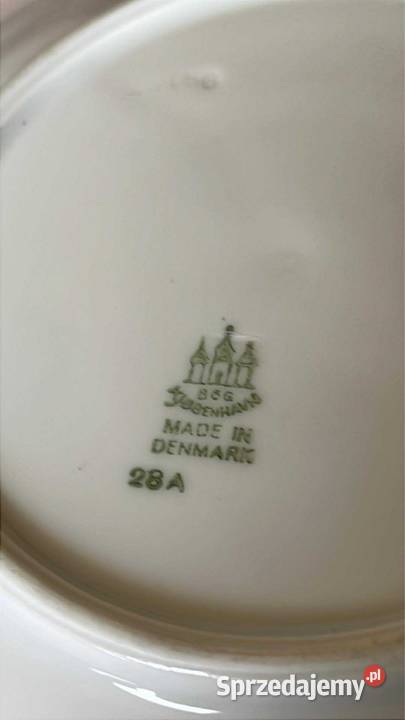 B&G
KJØBENHAVN
MADE IN
DENMARK
28A
Sprzedajemy.pl